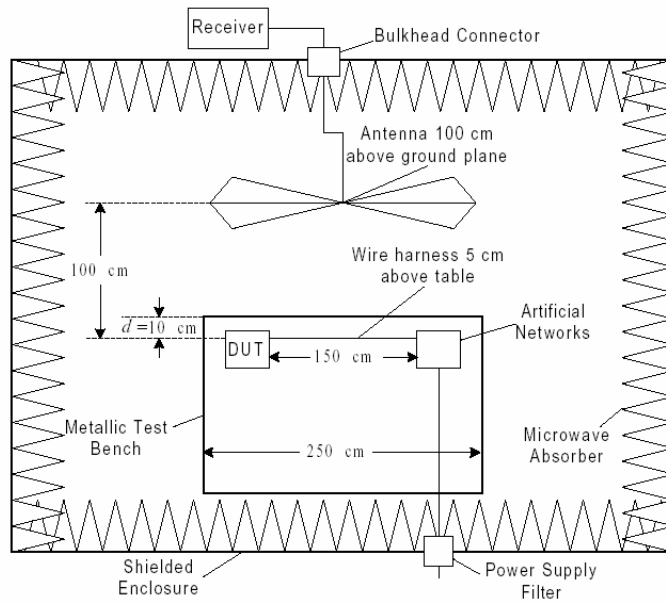 Receiver
Bulkhead Connector
Antenna 100 cm
above ground plane
100 cm
Wire harness 5 cm
above table
d =10 cm
Artificial
Networks
DUT
150 cm
Metallic Test
Bench
250 cm
Microwave
Absorber
Shielded
Enclosure
Power Supply
Filter